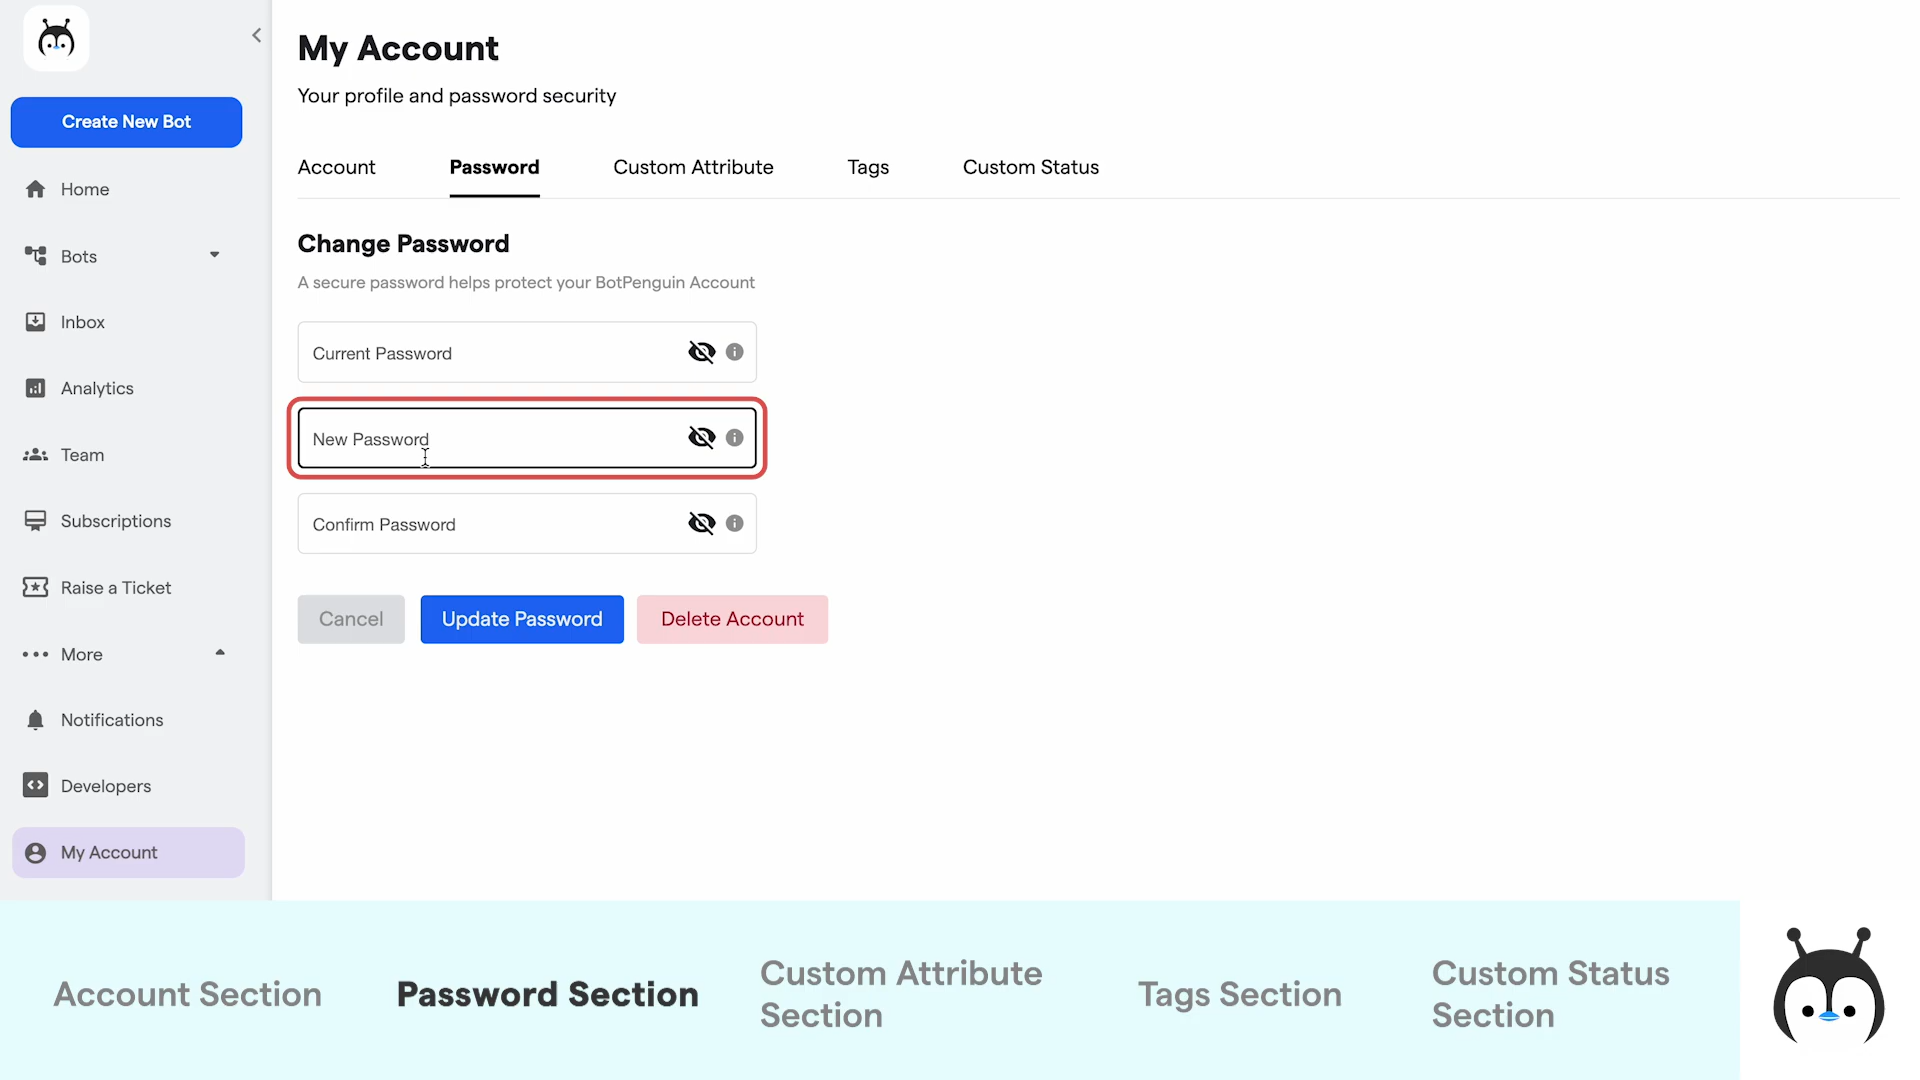 Create New Bot
Home
Bots
Inbox
Analytics
Team
Subscriptions
Raise a Ticket
More
Notifications
Developers
My Account
My Account
Your profile and password security
Account
Password
Custom Attribute
Tags
Custom Status
Change Password
A secure password helps protect your BotPenguin Account
Current Password
New Password
Confirm Password
Cancel
Update Password
Delete Account
Account Section
Password Section
Custom Attribute
Section
Tags Section
Custom Status
Section